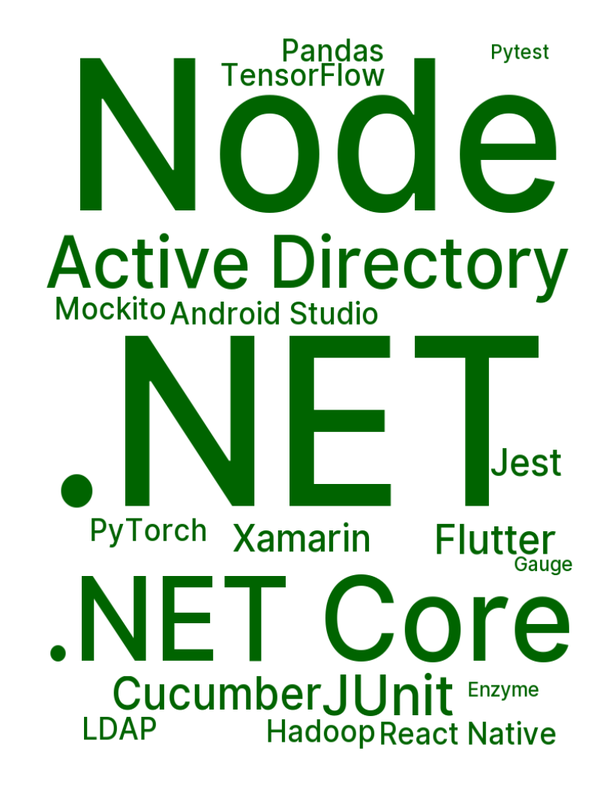 Pandas
Pytest
TensorFlow
Node
Active Directory
Mockito
Android Studio
.NET
Jest
PyTorch
Xamarin
Flutter
Gauge
.NET Core
Cucumber
JUnit
Enzyme
LDAP
Hadoop
React Native